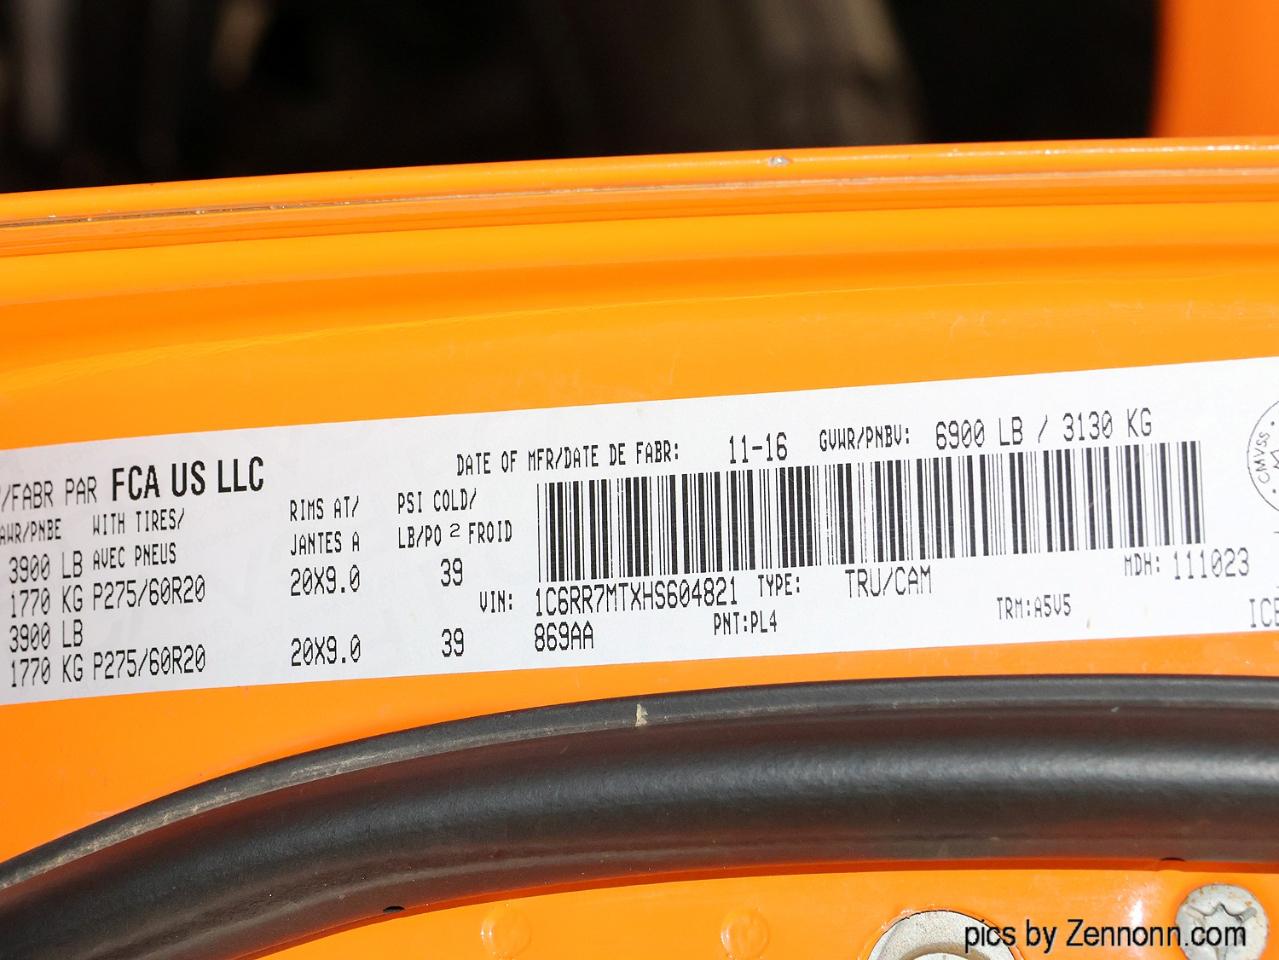 /FABR PAR FCA US LLC
DATE OF MFR/DATE DE FABR: 11-16 GVWR/PNBV: 6900 LB / 3130 KG
AWR/PNBE WITH TIRES/ RIMS AT/ PSI COLD/
AVEC PNEUS JANTES A LB/PO 2 FROID
3900 LB
1770 KG P275/60R20 20X9.0 39
3900 LB
1770 KG P275/60R20 20X9.0 39
VIN: 1C6RR7MTXHS604821 TYPE: TRU/CAM MDH: 111023
869AA PNT:PL4 TRM:A5V5
CMVSS
pics by Zennonn.com